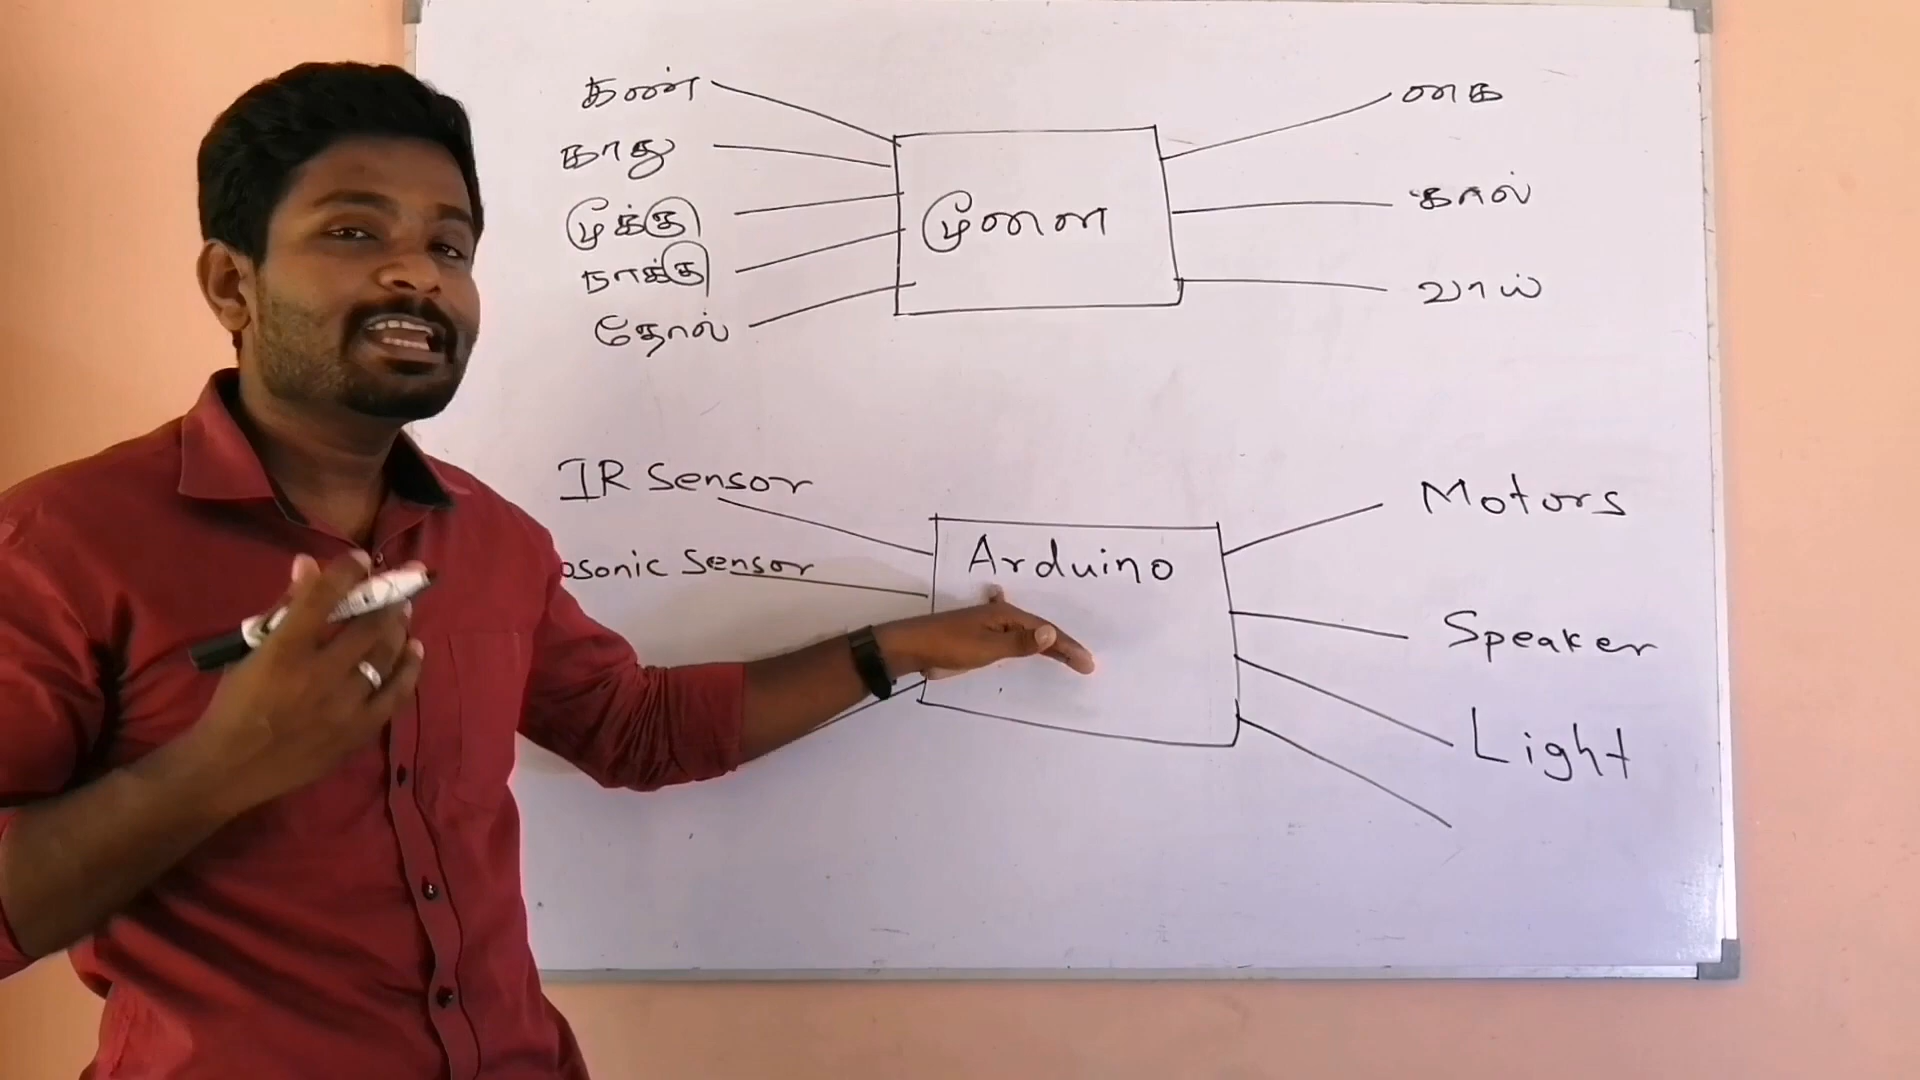 கண்
காது
மூக்கு
நாக்கு
தோல்
மூளை
கை
கால்
வாய்
IR Sensor
osonic Sensor
Arduino
Motors
Speaker
Light